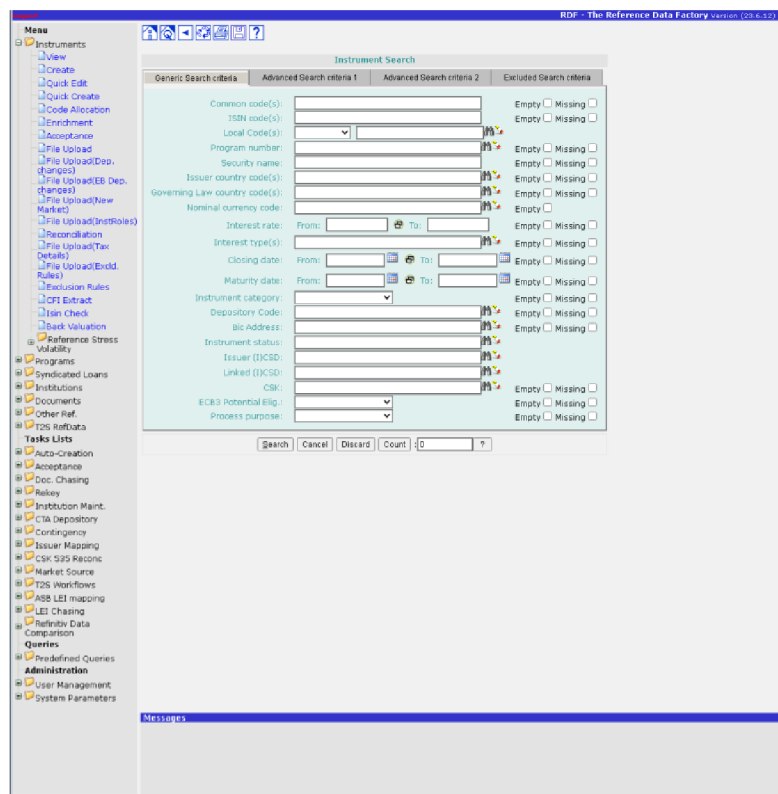 RDF - The Reference Data Factory Version (23.6.12)
Menu
Instruments
View
Create
Quick Edit
Quick Create
Code Allocation
Enrichment
Acceptance
File Upload
File Upload(Dep.
changes)
File Upload(EB Dep.
changes)
File Upload(New
Market)
File Upload(InstRoles)
Reconciliation
File Upload(Tax
Details)
File Upload(Excld.
Rules)
Exclusion Rules
CFI Extract
Isin Check
Back Valuation
Reference Stress
Volatility
Programs
Syndicated Loans
Institutions
Documents
Other Ref.
T2S RefData
Tasks Lists
Auto-Creation
Acceptance
Doc. Chasing
Rekey
Institution Maint.
CTA Depository
Contingency
Issuer Mapping
CSK 535 Reconc
Market Source
T2S Workflows
ASB LEI mapping
LEI Chasing
Refinitiv Data
Comparison
Queries
Predefined Queries
Administration
User Management
System Parameters
Instrument Search
Generic Search criteria Advanced Search criteria 1 Advanced Search criteria 2 Excluded Search criteria
Common code(s): Empty Missing
ISIN code(s): Empty Missing
Local Code(s):
Program number: Empty Missing
Security name: Empty Missing
Issuer country code(s): Empty Missing
Governing Law country code(s): Empty Missing
Nominal currency code: Empty
Interest rate: From: To: Empty Missing
Interest type(s): Empty Missing
Closing date: From: To: Empty Missing
Maturity date: From: To: Empty Missing
Instrument category: Empty Missing
Depository Code: Empty Missing
Bic Address: Empty Missing
Instrument status:
Issuer (I)CSD:
Linked (I)CSD:
CSK: Empty Missing
ECB3 Potential Elig.: Empty Missing
Process purpose: Empty Missing
Search Cancel Discard Count :0 ?
Messages